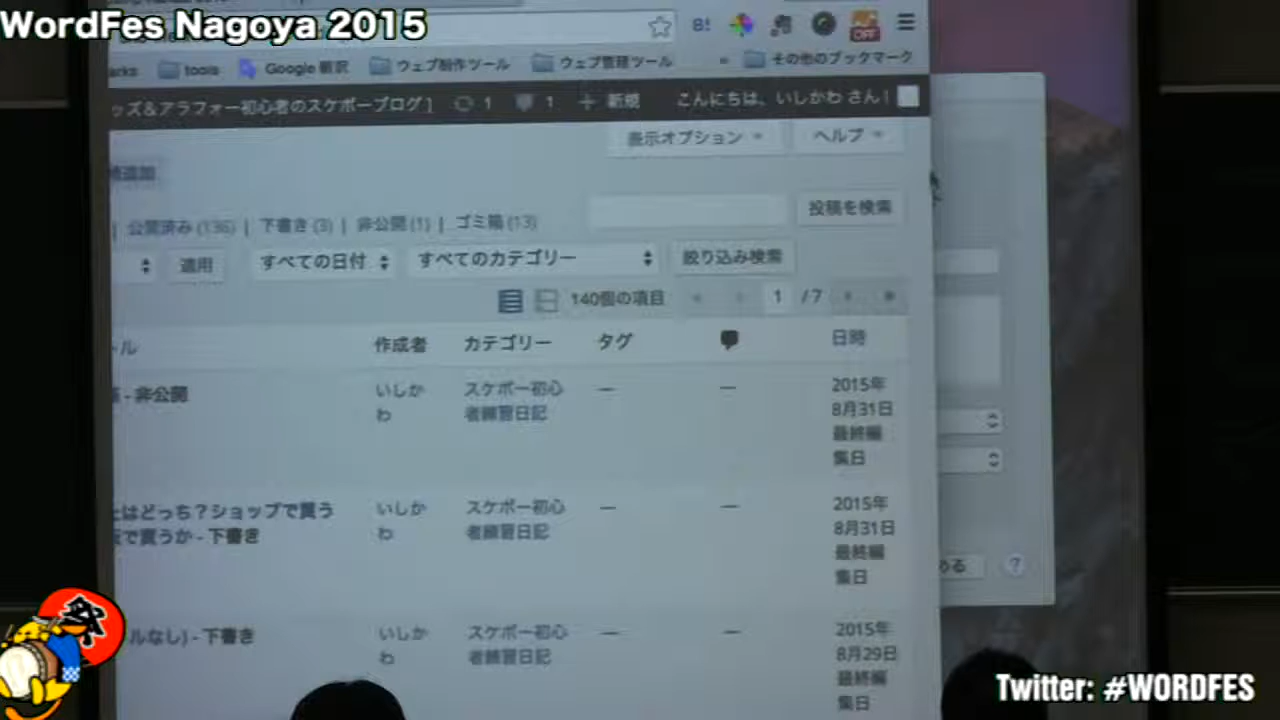 WordFes Nagoya 2015
B!
OFF
arks tools Google 翻訳 ウェブ制作ツール ウェブ管理ツール » その他のブックマーク
ッズ&アラフォー初心者のスケボーブログ] 1 1 + 新規 こんにちは、いしかわ さん!
表示オプション ヘルプ
追加
| 公開済み (136) | 下書き (3) | 非公開 (1) | ゴミ箱 (13)
投稿を検索
適用 すべての日付 すべてのカテゴリー 絞り込み検索
140個の項目 « 1 / 7 › »
トル 作成者 カテゴリー タグ 日時
- 非公開 いしかわ スケボー初心者練習日記 — — 2015年8月31日最終編集日
はどっち?ショップで買う
で買うか - 下書き いしかわ スケボー初心者練習日記 — — 2015年8月31日最終編集日
ルなし) - 下書き いしかわ スケボー初心者練習日記 — — 2015年8月29日最終編集日
める ?
祭
Twitter: #WORDFES